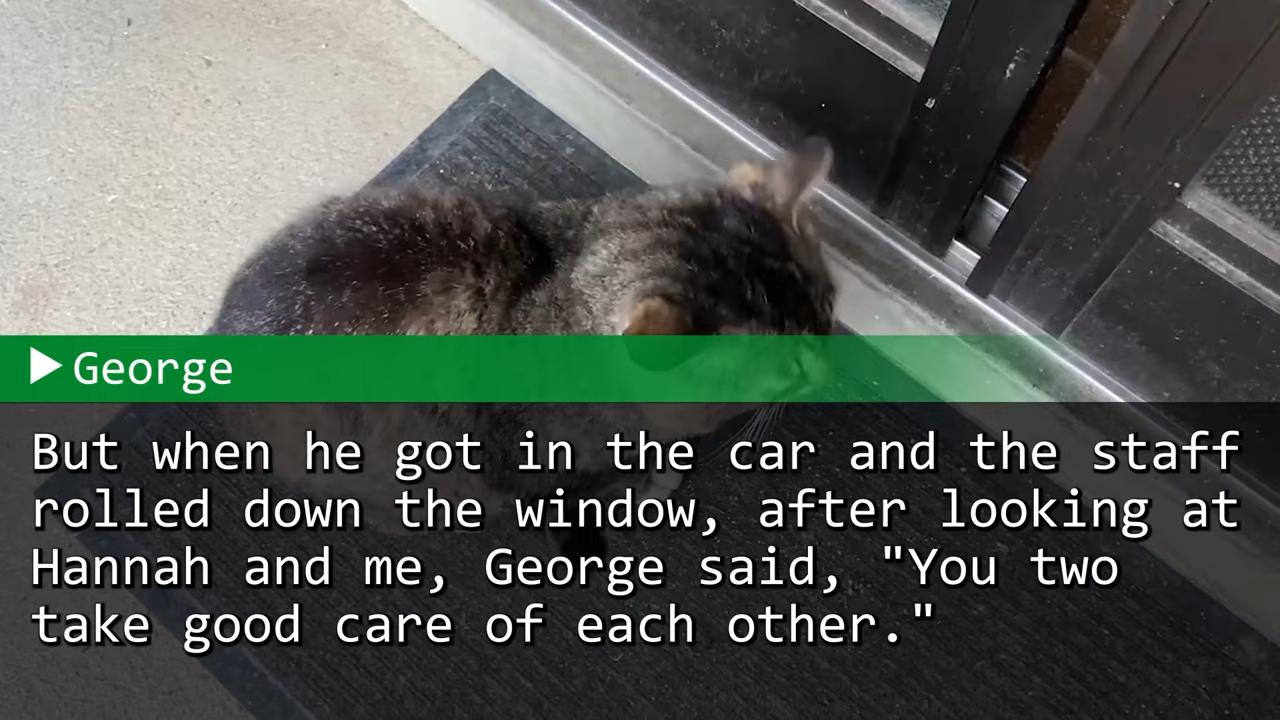 George
But when he got in the car and the staff
rolled down the window, after looking at
Hannah and me, George said, "You two
take good care of each other."